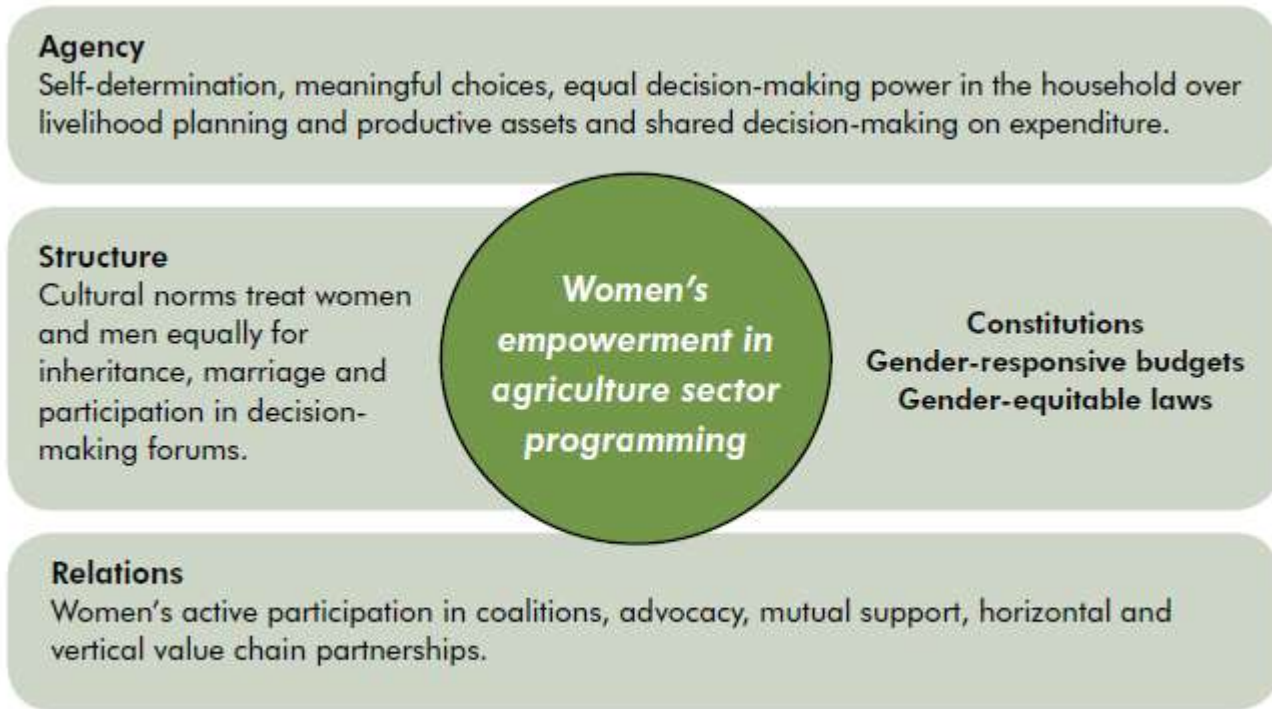 Agency
Self-determination, meaningful choices, equal decision-making power in the household over
livelihood planning and productive assets and shared decision-making on expenditure.
Structure
Cultural norms treat women
and men equally for
inheritance, marriage and
participation in decision-
making forums.
Women's
empowerment in
agriculture sector
programming
Constitutions
Gender-responsive budgets
Gender-equitable laws
Relations
Women's active participation in coalitions, advocacy, mutual support, horizontal and
vertical value chain partnerships.